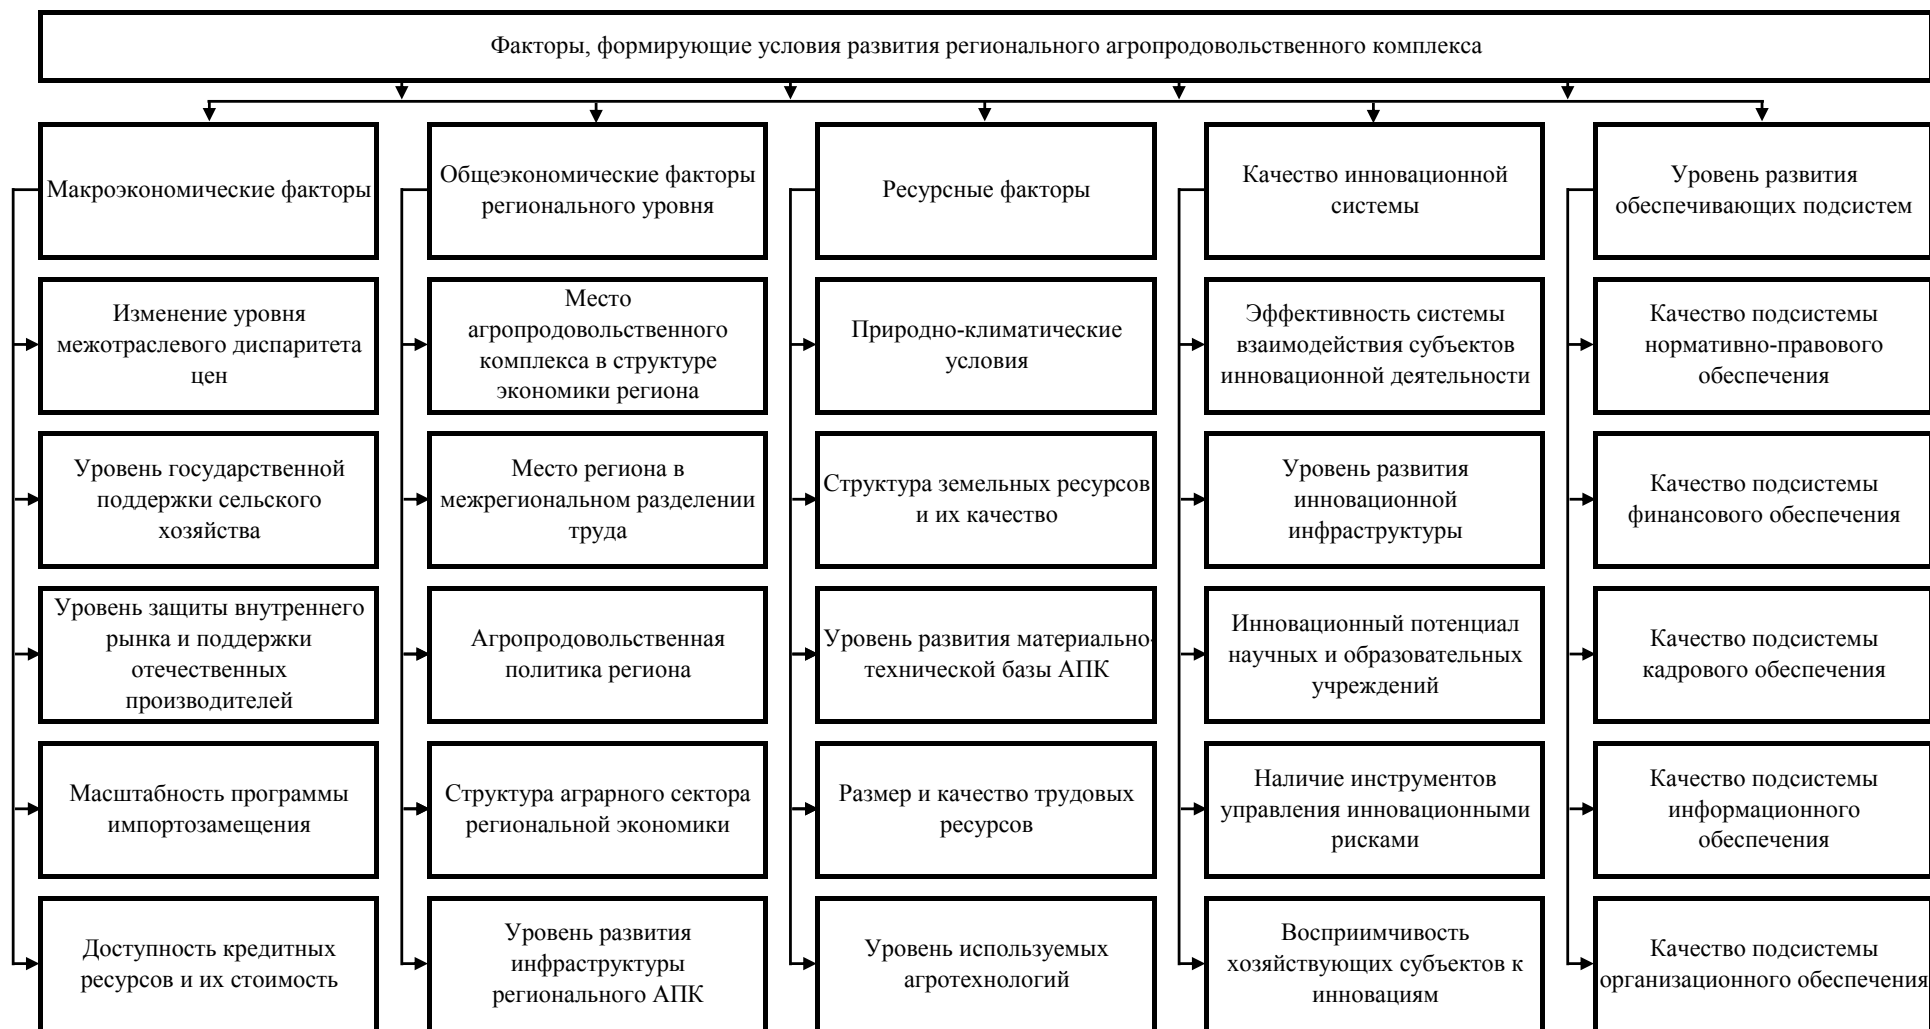 Факторы, формирующие условия развития регионального агропродовольственного комплекса
Макроэкономические факторы
Общеэкономические факторы
регионального уровня
Ресурсные факторы
Качество инновационной
системы
Уровень развития
обеспечивающих подсистем
Изменение уровня
межотраслевого диспаритета
цен
Место
агропродовольственного
комплекса в структуре
экономики региона
Природно-климатические
условия
Эффективность системы
взаимодействия субъектов
инновационной деятельности
Качество подсистемы
нормативно-правового
обеспечения
Уровень государственной
поддержки сельского
хозяйства
Место региона в
межрегиональном разделении
труда
Структура земельных ресурсов
и их качество
Уровень развития
инновационной
инфраструктуры
Качество подсистемы
финансового обеспечения
Уровень защиты внутреннего
рынка и поддержки
отечественных
производителей
Агропродовольственная
политика региона
Уровень развития материально-
технической базы АПК
Инновационный потенциал
научных и образовательных
учреждений
Качество подсистемы
кадрового обеспечения
Масштабность программы
импортозамещения
Структура аграрного сектора
региональной экономики
Размер и качество трудовых
ресурсов
Наличие инструментов
управления инновационными
рисками
Качество подсистемы
информационного
обеспечения
Доступность кредитных
ресурсов и их стоимость
Уровень развития
инфраструктуры
регионального АПК
Уровень используемых
агротехнологий
Восприимчивость
хозяйствующих субъектов к
инновациям
Качество подсистемы
организационного обеспечения